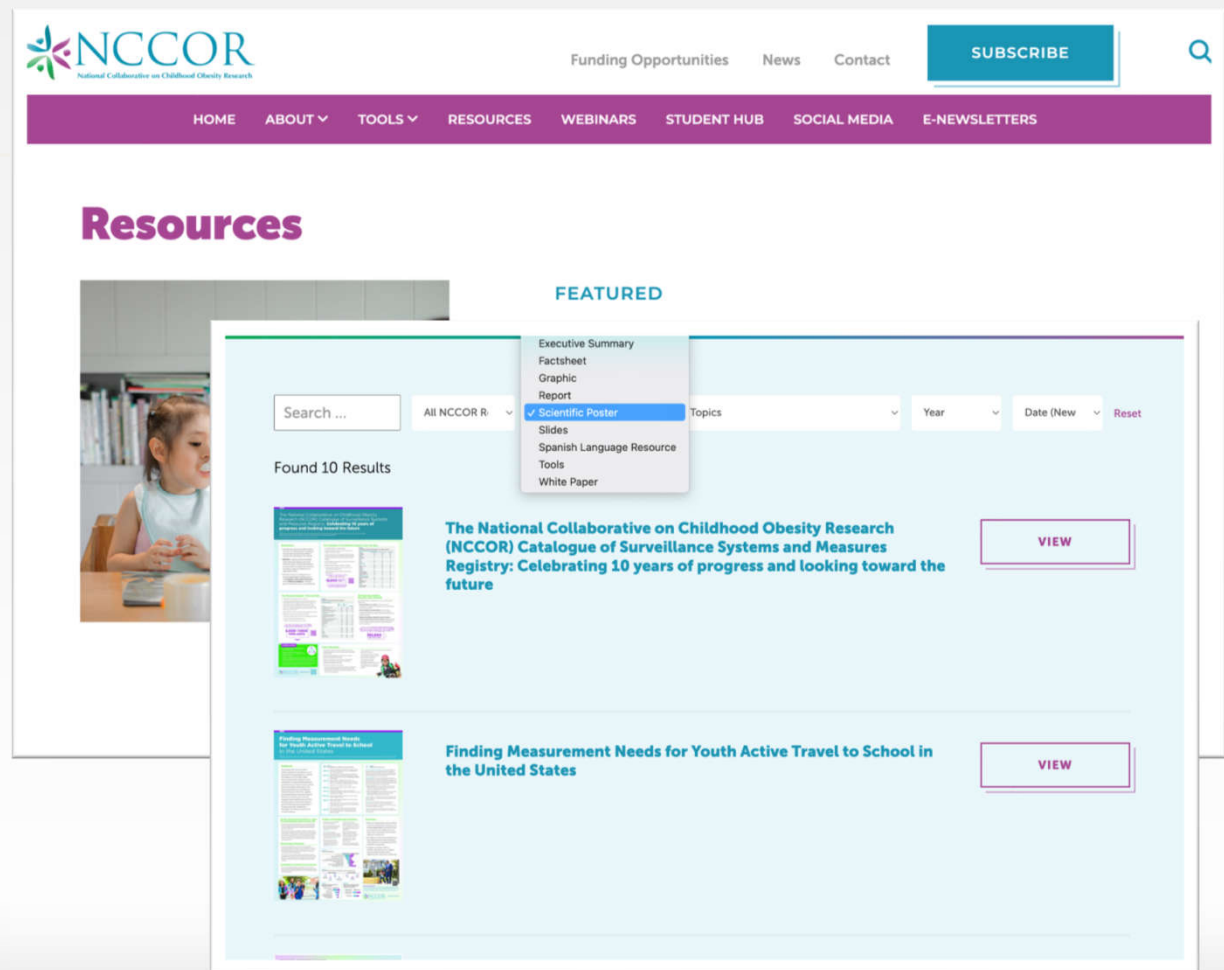 NCCOR
National Collaborative on Childhood Obesity Research
Funding Opportunities News Contact SUBSCRIBE
HOME ABOUT TOOLS RESOURCES WEBINARS STUDENT HUB SOCIAL MEDIA E-NEWSLETTERS
Resources
FEATURED
Executive Summary
Factsheet
Graphic
Report
Search ... All NCCOR R ✓ Scientific Poster Topics Year Date (New Reset
Slides
Spanish Language Resource
Tools
White Paper
Found 10 Results
The National Collaborative on Childhood Obesity Research
(NCCOR) Catalogue of Surveillance Systems and Measures
Registry: Celebrating 10 years of progress and looking toward the
future
VIEW
Finding Measurement Needs
for Youth Active Travel to School
in the United States
Finding Measurement Needs for Youth Active Travel to School in
the United States
VIEW